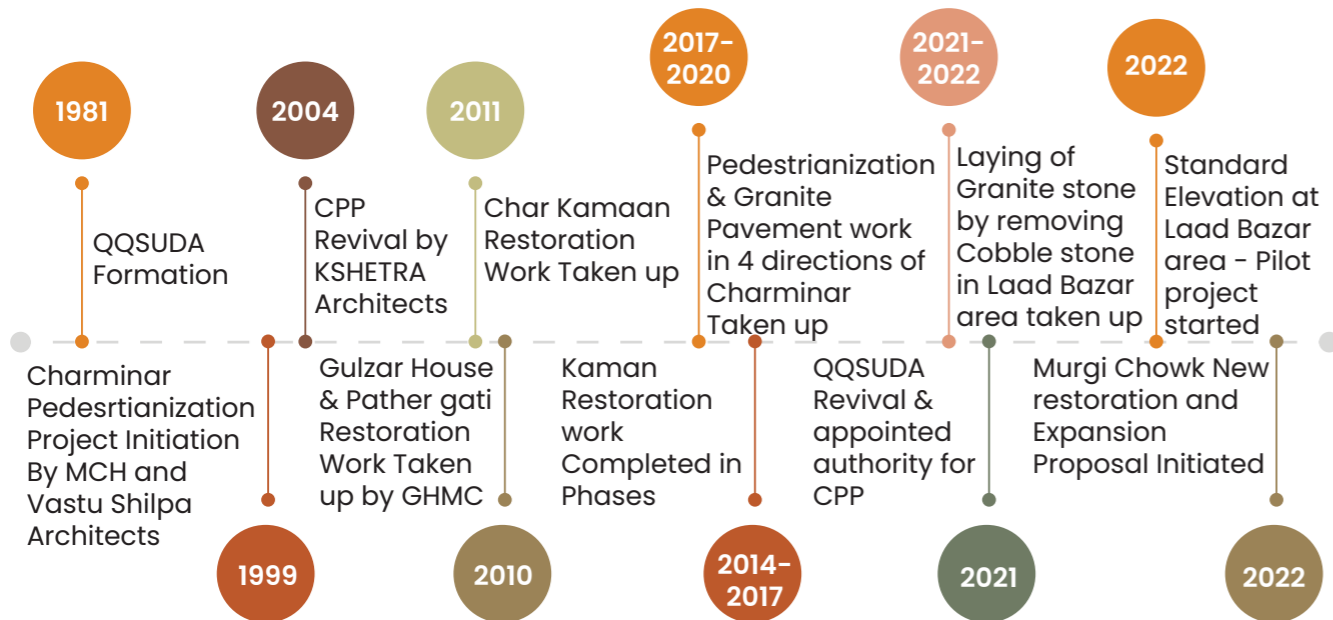 1981
QQSUDA
Formation
2004
CPP
Revival by
KSHETRA
Architects
2011
Char Kamaan
Restoration
Work Taken up
2017-
2020
Pedestrianization
& Granite
Pavement work
in 4 directions of
Charminar
Taken up
2021-
2022
Laying of
Granite stone
by removing
Cobble stone
in Laad Bazar
area taken up
2022
Standard
Elevation at
Laad Bazar
area - Pilot
project
started
Charminar
Pedesrtianization
Project Initiation
By MCH and
Vastu Shilpa
Architects
1999
Gulzar House
& Pather gati
Restoration
Work Taken
up by GHMC
2010
Kaman
Restoration
work
Completed in
Phases
2014-
2017
QQSUDA
Revival &
appointed
authority for
CPP
2021
Murgi Chowk New
restoration and
Expansion
Proposal Initiated
2022